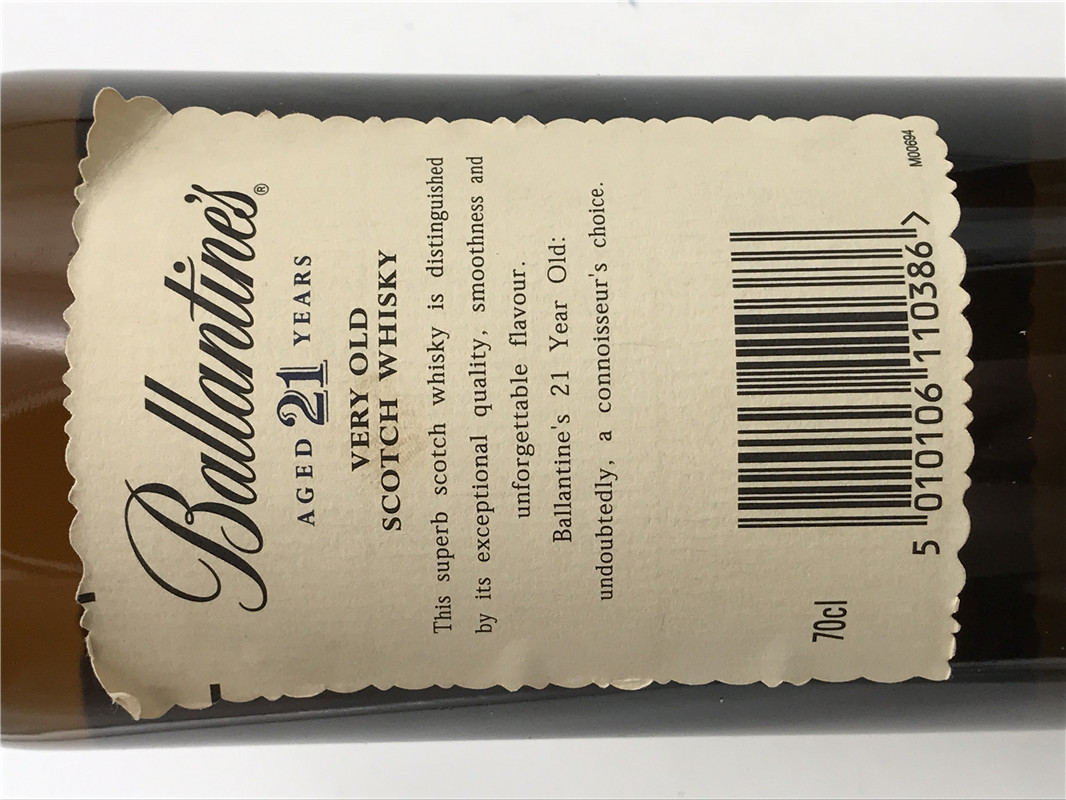 Ballantine's®
AGED 21 YEARS
VERY OLD
SCOTCH WHISKY
This superb scotch whisky is distinguished
by its exceptional quality, smoothness and
unforgettable flavour.
Ballantine's 21 Year Old:
undoubtedly, a connoisseur's choice.
70cl
5 010106 110386 >
M00694